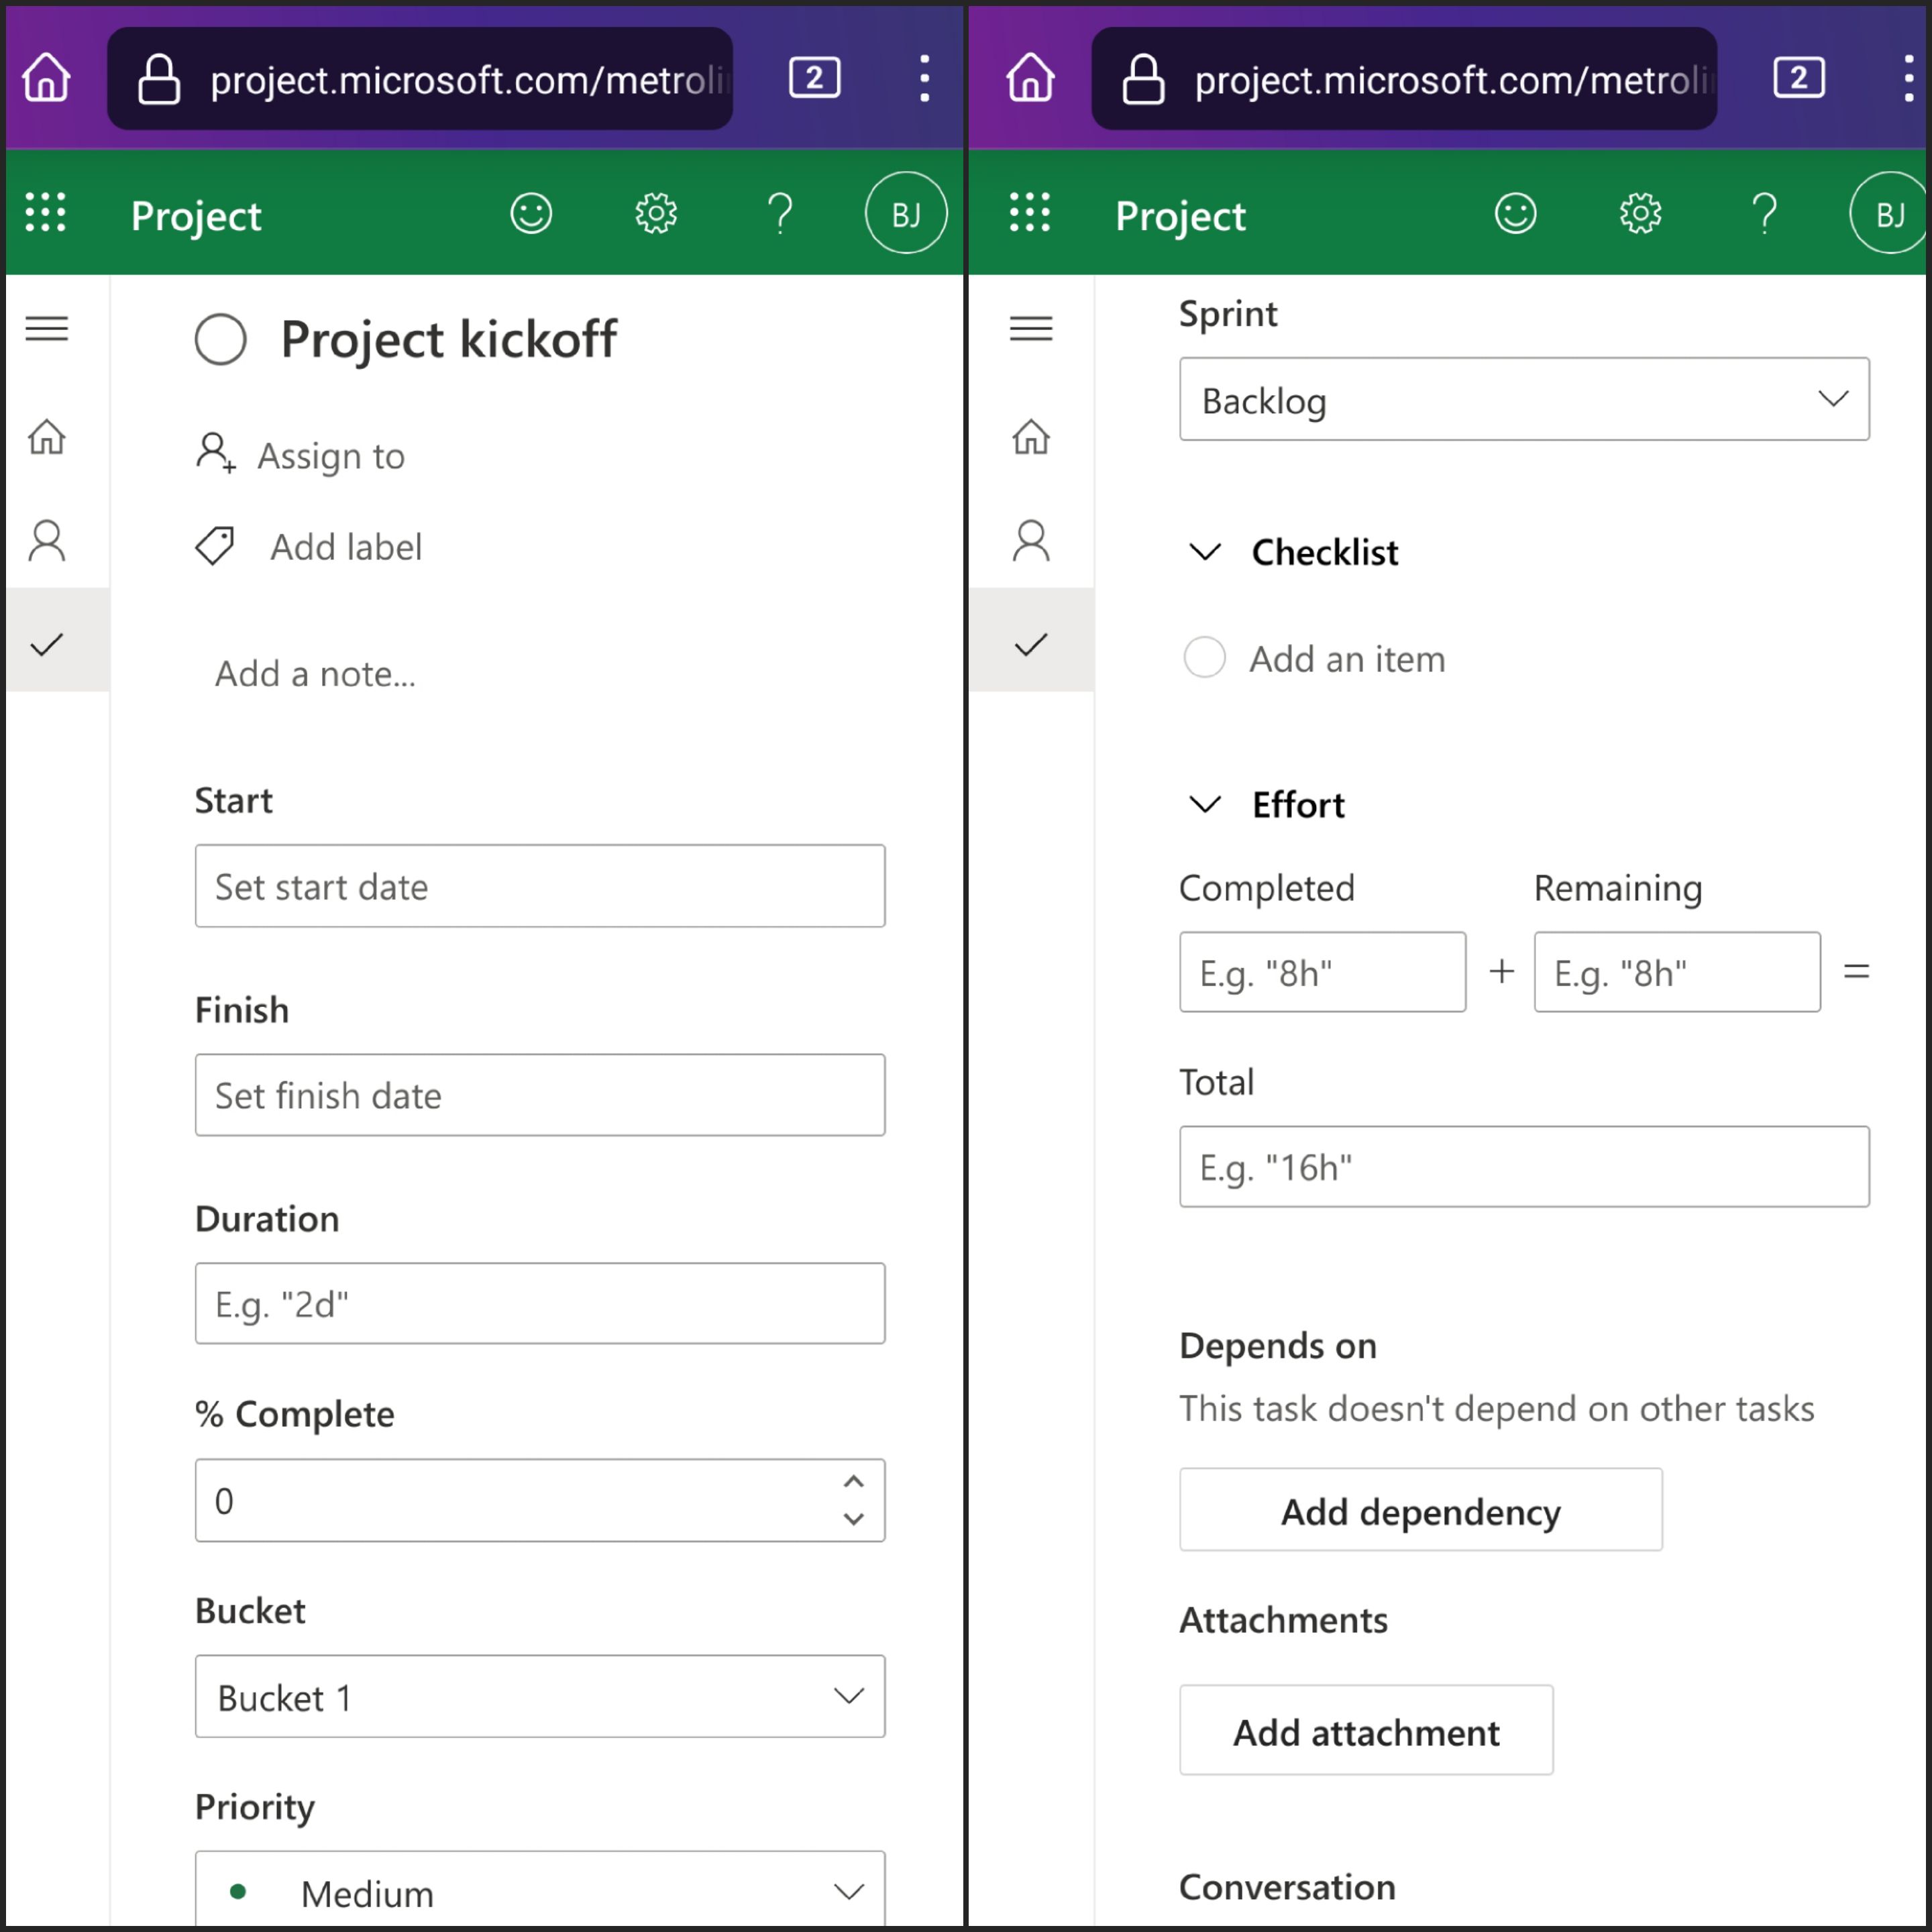 project.microsoft.com/metroli
2
Project
?
BJ
Project kickoff
Assign to
Add label
Add a note...
Start
Set start date
Finish
Set finish date
Duration
E.g. "2d"
% Complete
0
Bucket
Bucket 1
Priority
Medium
project.microsoft.com/metroli
2
Project
?
BJ
Sprint
Backlog
Checklist
Add an item
Effort
Completed Remaining
E.g. "8h" + E.g. "8h" =
Total
E.g. "16h"
Depends on
This task doesn't depend on other tasks
Add dependency
Attachments
Add attachment
Conversation